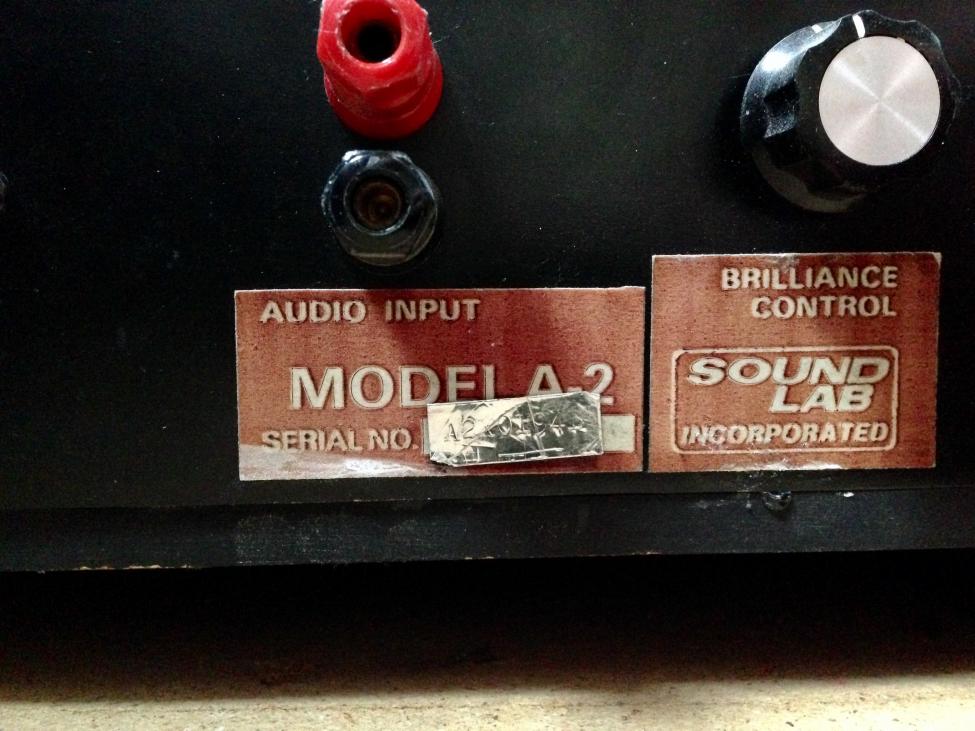 AUDIO INPUT
MODEL A-2
SERIAL NO.
BRILLIANCE
CONTROL
SOUND
LAB
INCORPORATED